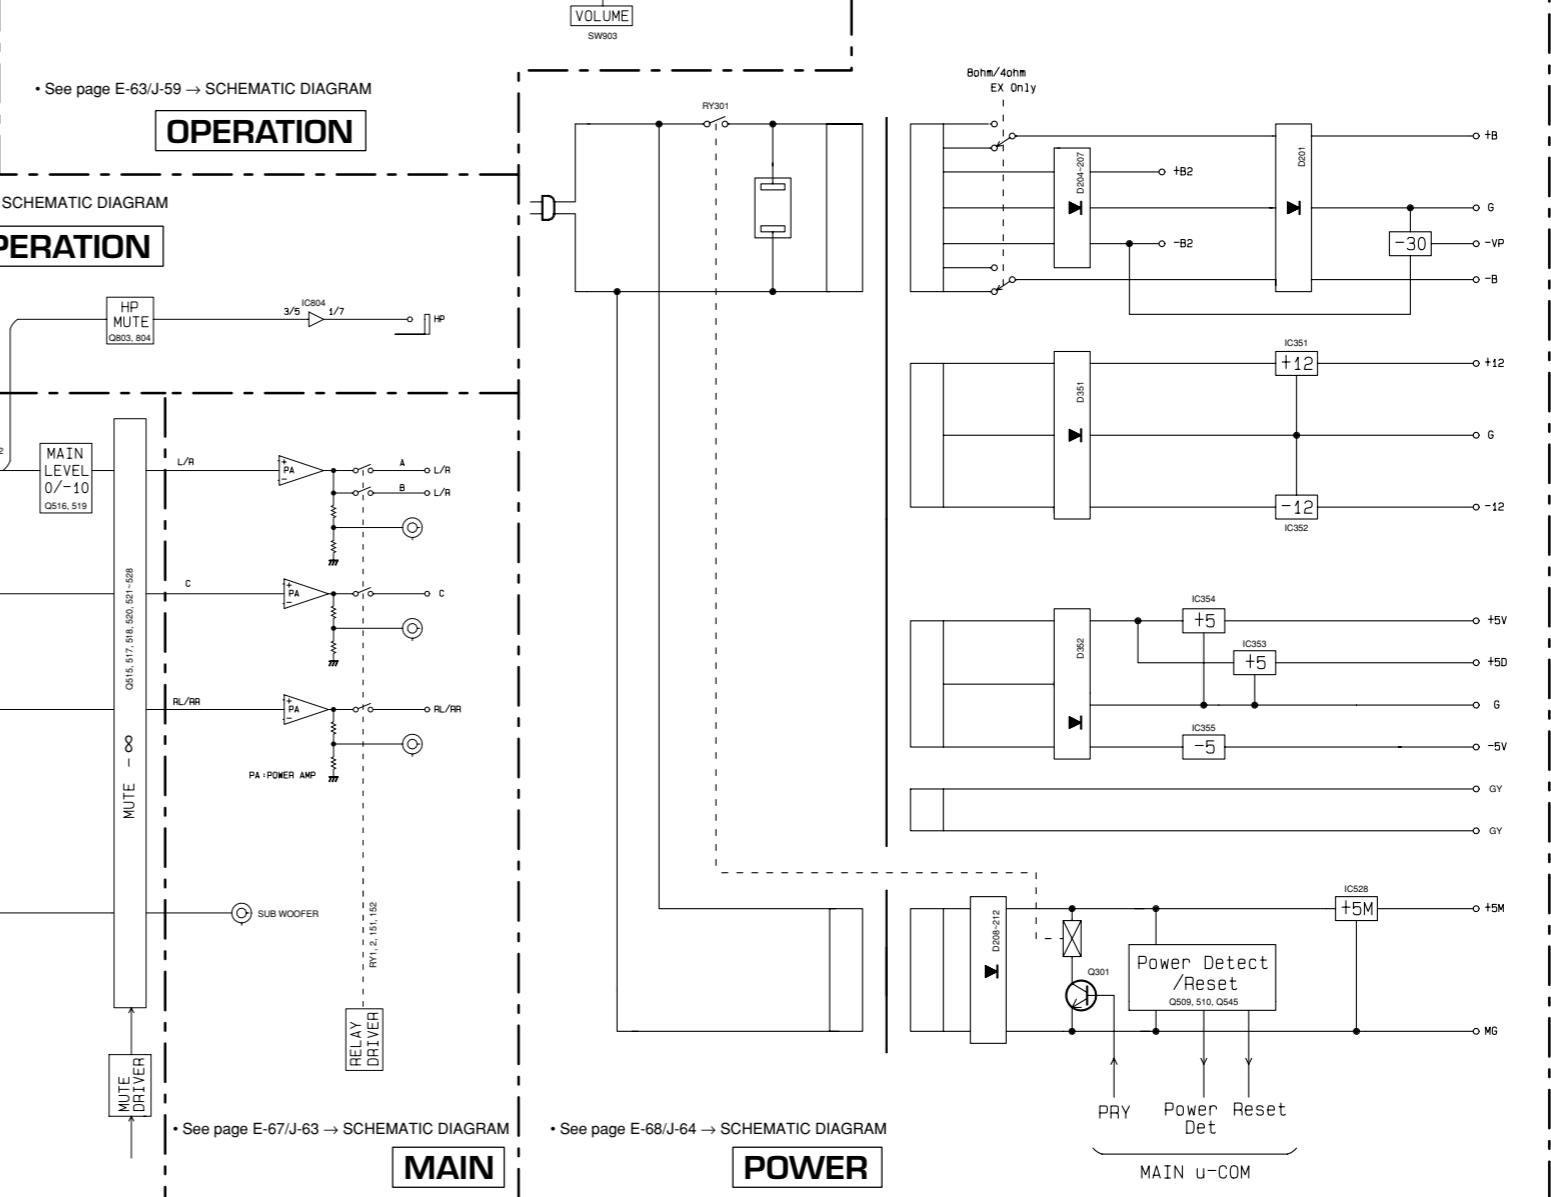 VOLUME
SW903
• See page E-63/J-59 → SCHEMATIC DIAGRAM
OPERATION
SCHEMATIC DIAGRAM
PERATION
HP
MUTE
Q803, 804
3/5
IC804
1/7
HP
MAIN
LEVEL
0/-10
Q516, 519
L/R
PA
A
L/R
B
L/R
C
PA
C
RL/RR
PA
RL/RR
PA:POWER AMP
MUTE -∞
Q515, 517, 518, 520, 521~528
SUB WOOFER
RY1, 2, 151, 152
RELAY
DRIVER
MUTE
DRIVER
• See page E-67/J-63 → SCHEMATIC DIAGRAM
MAIN
RY301
8ohm/4ohm
EX Only
D204~207
D201
+B
+B2
G
-30
-VP
-B2
-B
D351
IC351
+12
+12
G
-12
IC352
-12
D352
IC354
+5
+5V
IC353
+5
+5D
G
IC355
-5
-5V
GY
GY
D208~212
IC528
+5M
+5M
Q301
Power Detect
/Reset
Q509, 510, Q545
MG
PRY
Power
Det
Reset
MAIN u-COM
• See page E-68/J-64 → SCHEMATIC DIAGRAM
POWER